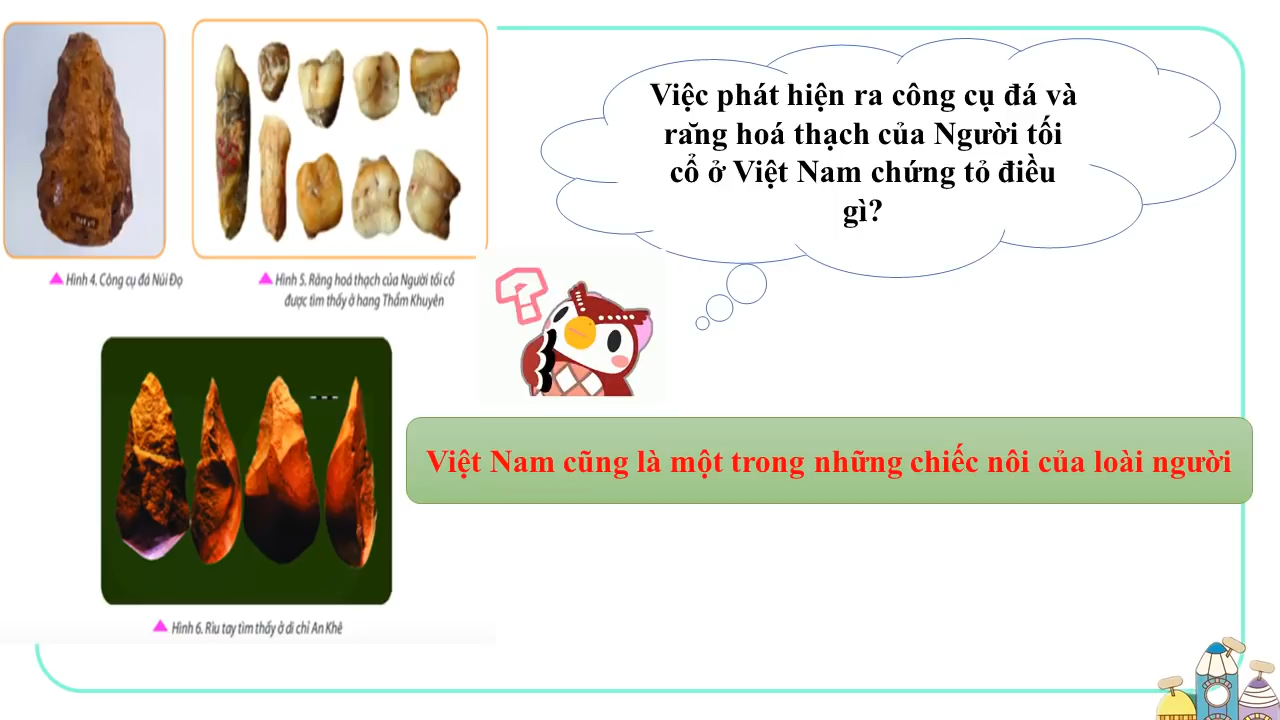 Việc phát hiện ra công cụ đá và
răng hoá thạch của Người tối
cổ ở Việt Nam chứng tỏ điều
gì?
Hình 4. Công cụ đá Núi Đọ
Hình 5. Răng hoá thạch của Người tối cổ
được tìm thấy ở hang Thẩm Khuyên
Việt Nam cũng là một trong những chiếc nôi của loài người
Hình 6. Rìu tay tìm thấy ở di chỉ An Khê